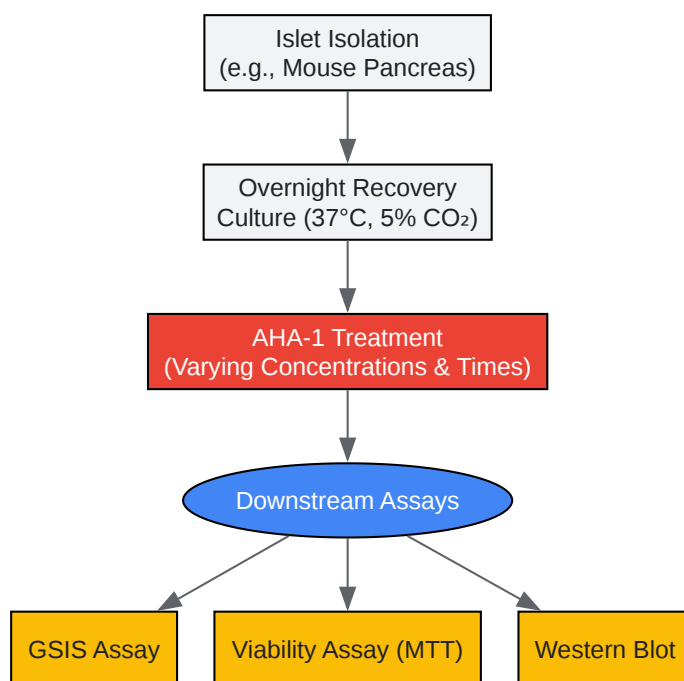 Islet Isolation
(e.g., Mouse Pancreas)
Overnight Recovery
Culture (37°C, 5% CO₂)
AHA-1 Treatment
(Varying Concentrations & Times)
Downstream Assays
GSIS Assay
Viability Assay (MTT)
Western Blot